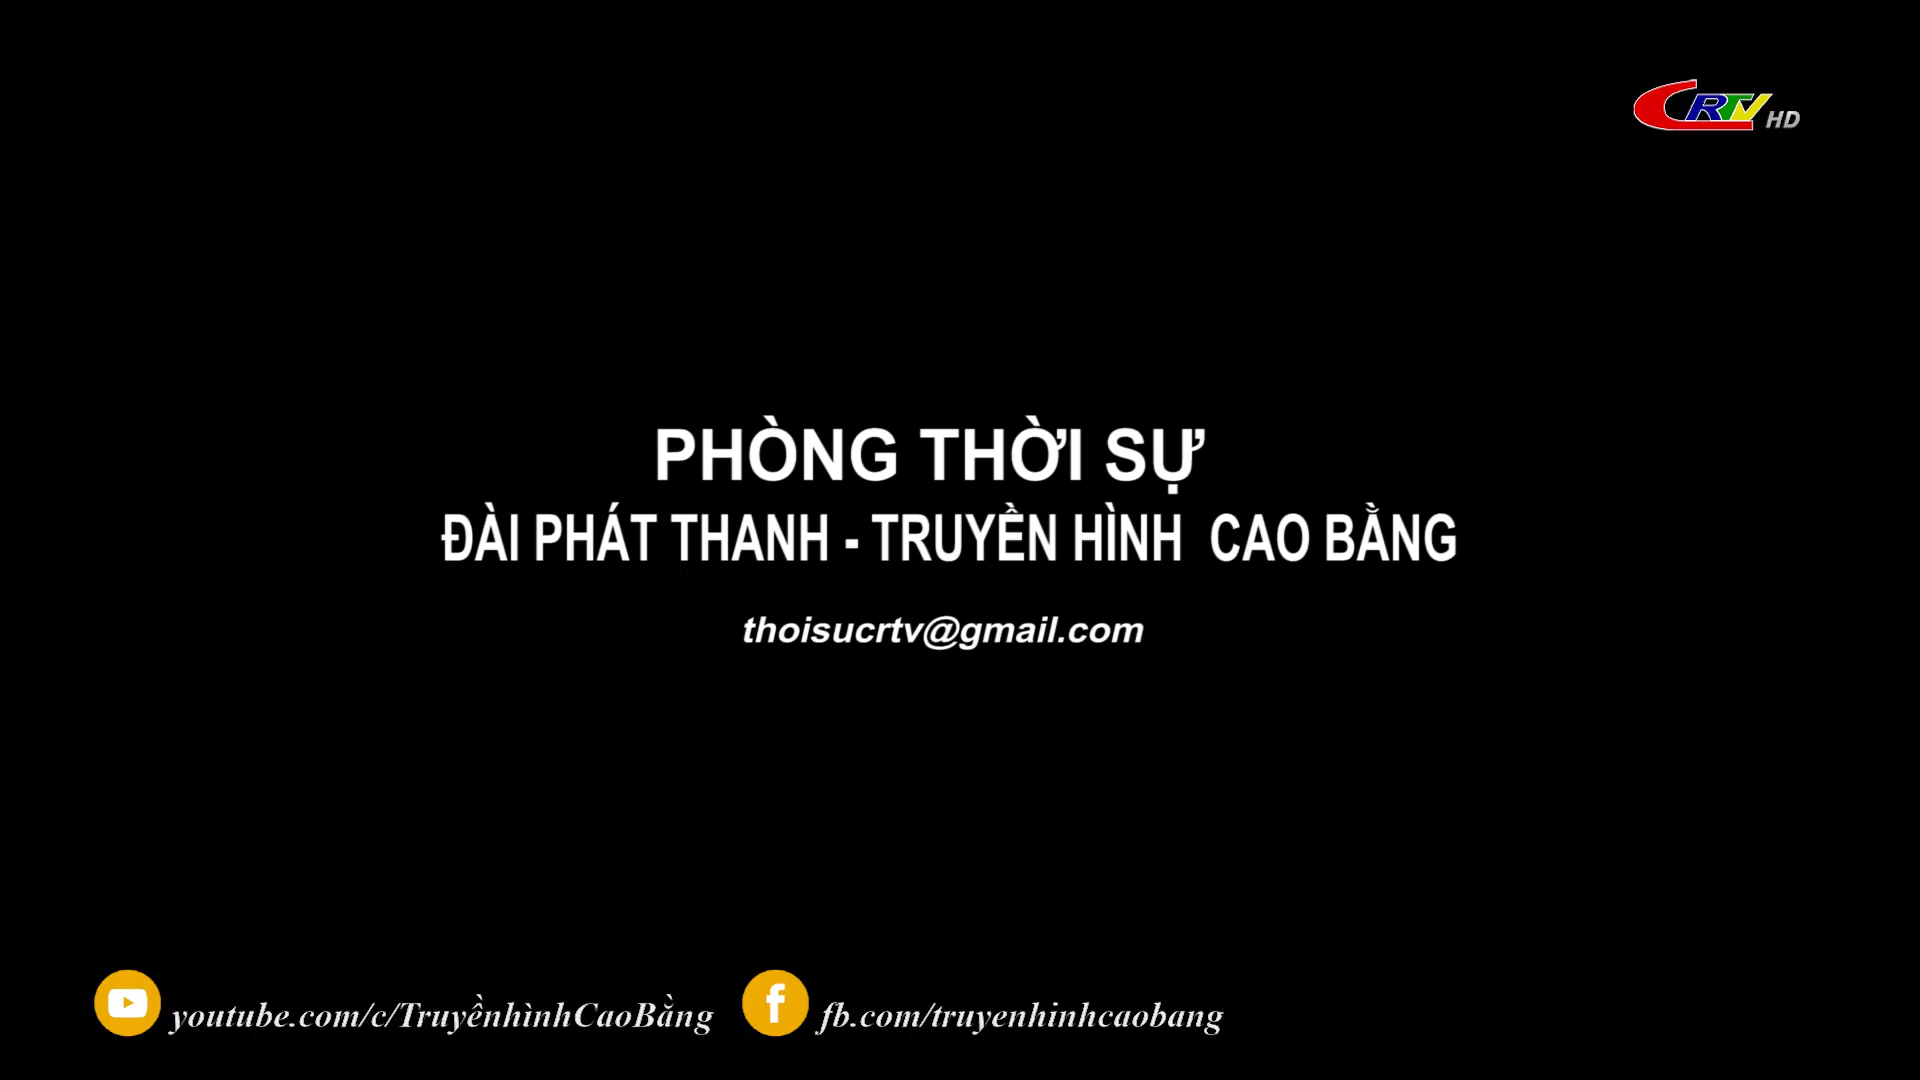 CRTV HD
PHÒNG THỜI SỰ
ĐÀI PHÁT THANH - TRUYỀN HÌNH CAO BẰNG
thoisucrtv@gmail.com
youtube.com/c/TruyềnhìnhCaoBằng fb.com/truyenhinhcaobang